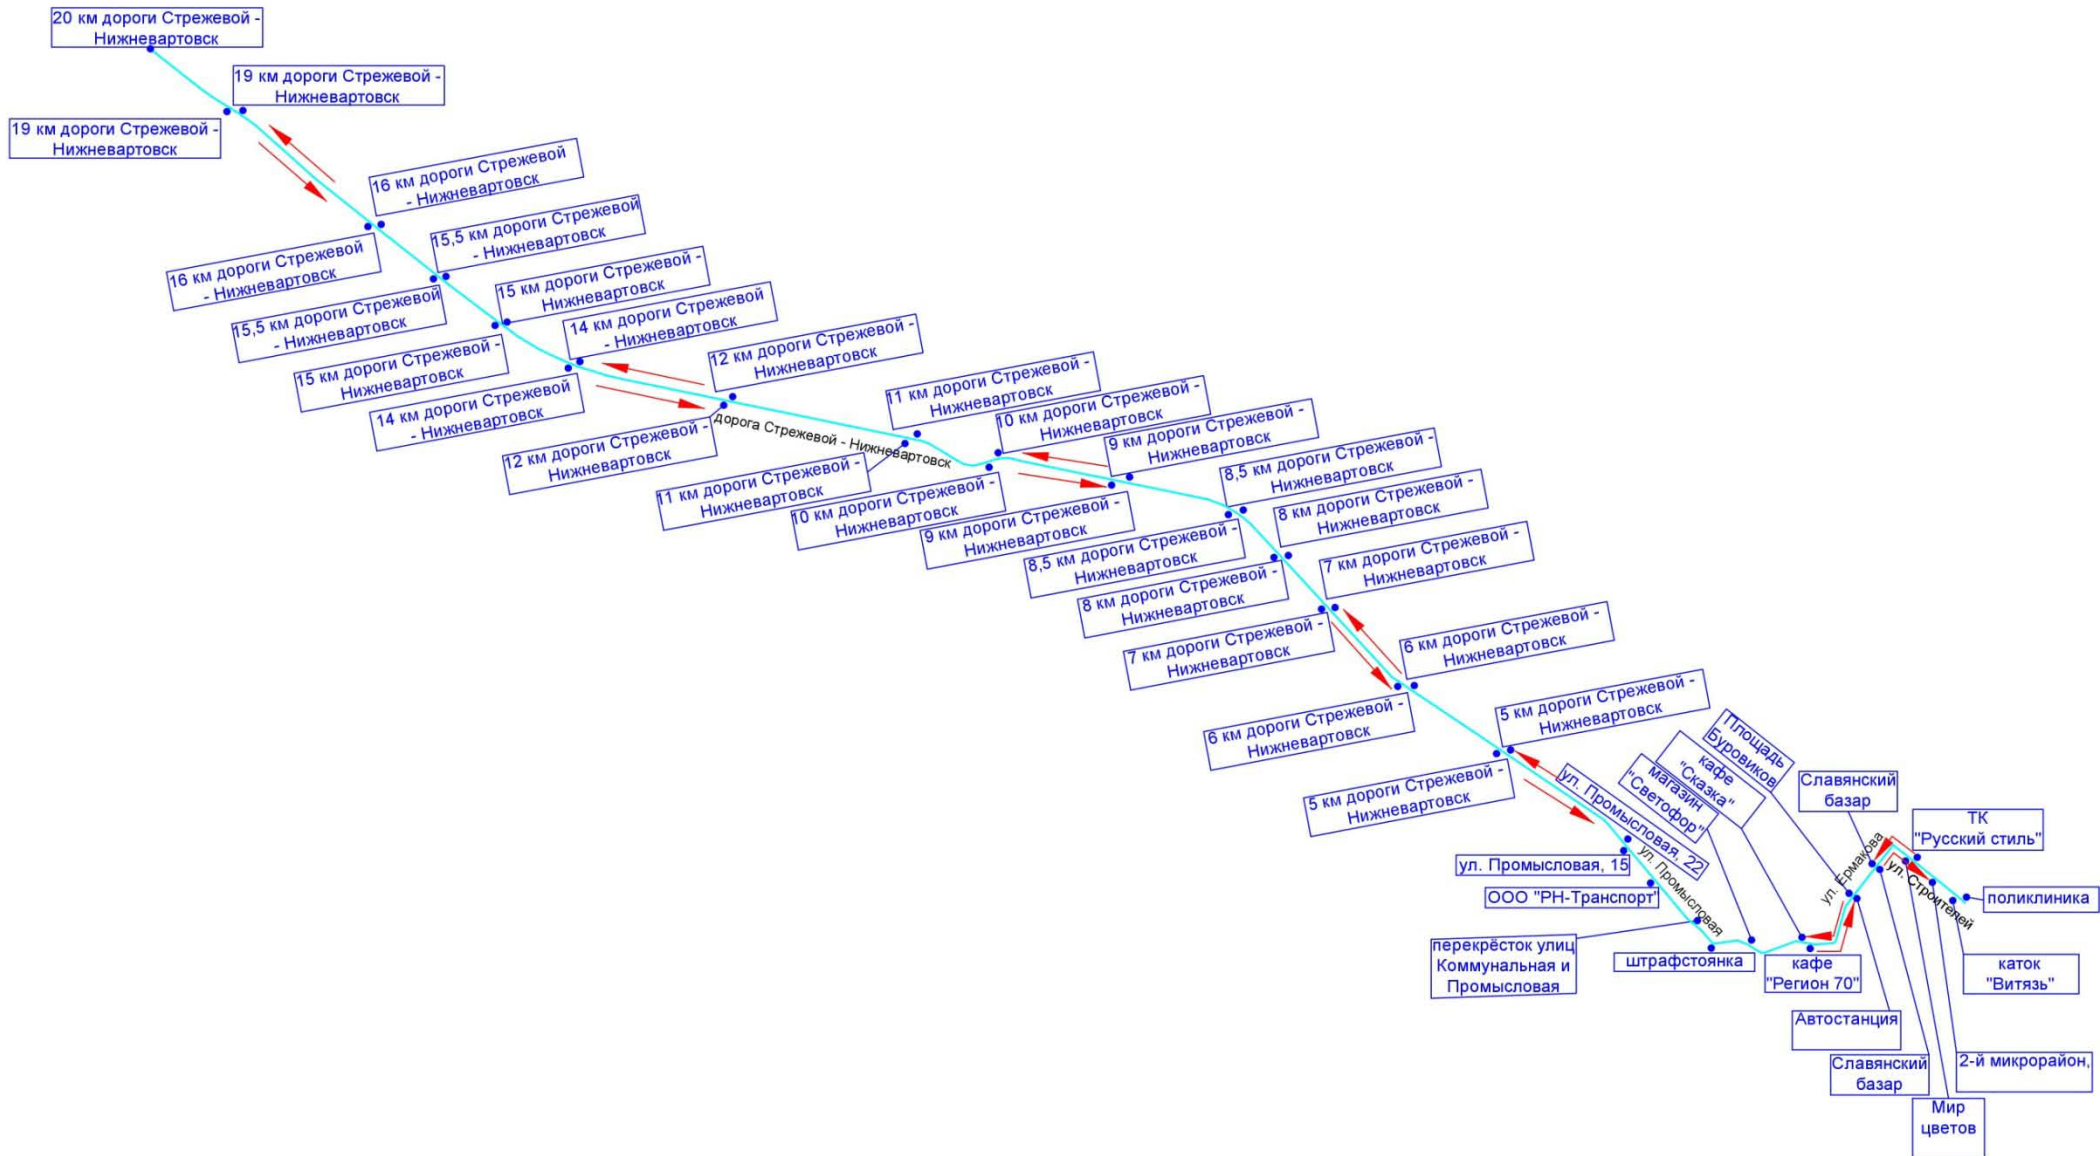 20 км дороги Стрежевой -
Нижневартовск
19 км дороги Стрежевой -
Нижневартовск
19 км дороги Стрежевой -
Нижневартовск
16 км дороги Стрежевой
- Нижневартовск
16 км дороги Стрежевой
- Нижневартовск
15,5 км дороги Стрежевой
- Нижневартовск
15,5 км дороги Стрежевой
- Нижневартовск
15 км дороги Стрежевой -
Нижневартовск
15 км дороги Стрежевой -
Нижневартовск
14 км дороги Стрежевой
- Нижневартовск
14 км дороги Стрежевой
- Нижневартовск
12 км дороги Стрежевой -
Нижневартовск
12 км дороги Стрежевой -
Нижневартовск
дорога Стрежевой - Нижневартовск
11 км дороги Стрежевой -
Нижневартовск
11 км дороги Стрежевой -
Нижневартовск
10 км дороги Стрежевой -
Нижневартовск
10 км дороги Стрежевой -
Нижневартовск
9 км дороги Стрежевой -
Нижневартовск
9 км дороги Стрежевой -
Нижневартовск
8,5 км дороги Стрежевой -
Нижневартовск
8,5 км дороги Стрежевой -
Нижневартовск
8 км дороги Стрежевой -
Нижневартовск
8 км дороги Стрежевой -
Нижневартовск
7 км дороги Стрежевой -
Нижневартовск
7 км дороги Стрежевой -
Нижневартовск
6 км дороги Стрежевой -
Нижневартовск
6 км дороги Стрежевой -
Нижневартовск
5 км дороги Стрежевой -
Нижневартовск
5 км дороги Стрежевой -
Нижневартовск
ул. Промысловая, 22
ул. Промысловая, 15
ул. Промысловая
ООО "РН-Транспорт"
перекрёсток улиц
Коммунальная и
Промысловая
штрафстоянка
магазин
"Светофор"
кафе
"Сказка"
Площадь
Буровиков
кафе
"Регион 70"
ул. Ермакова
Славянский
базар
ТК
"Русский стиль"
ул. Строителей
поликлиника
каток
"Витязь"
Автостанция
Славянский
базар
2-й микрорайон,
Мир
цветов